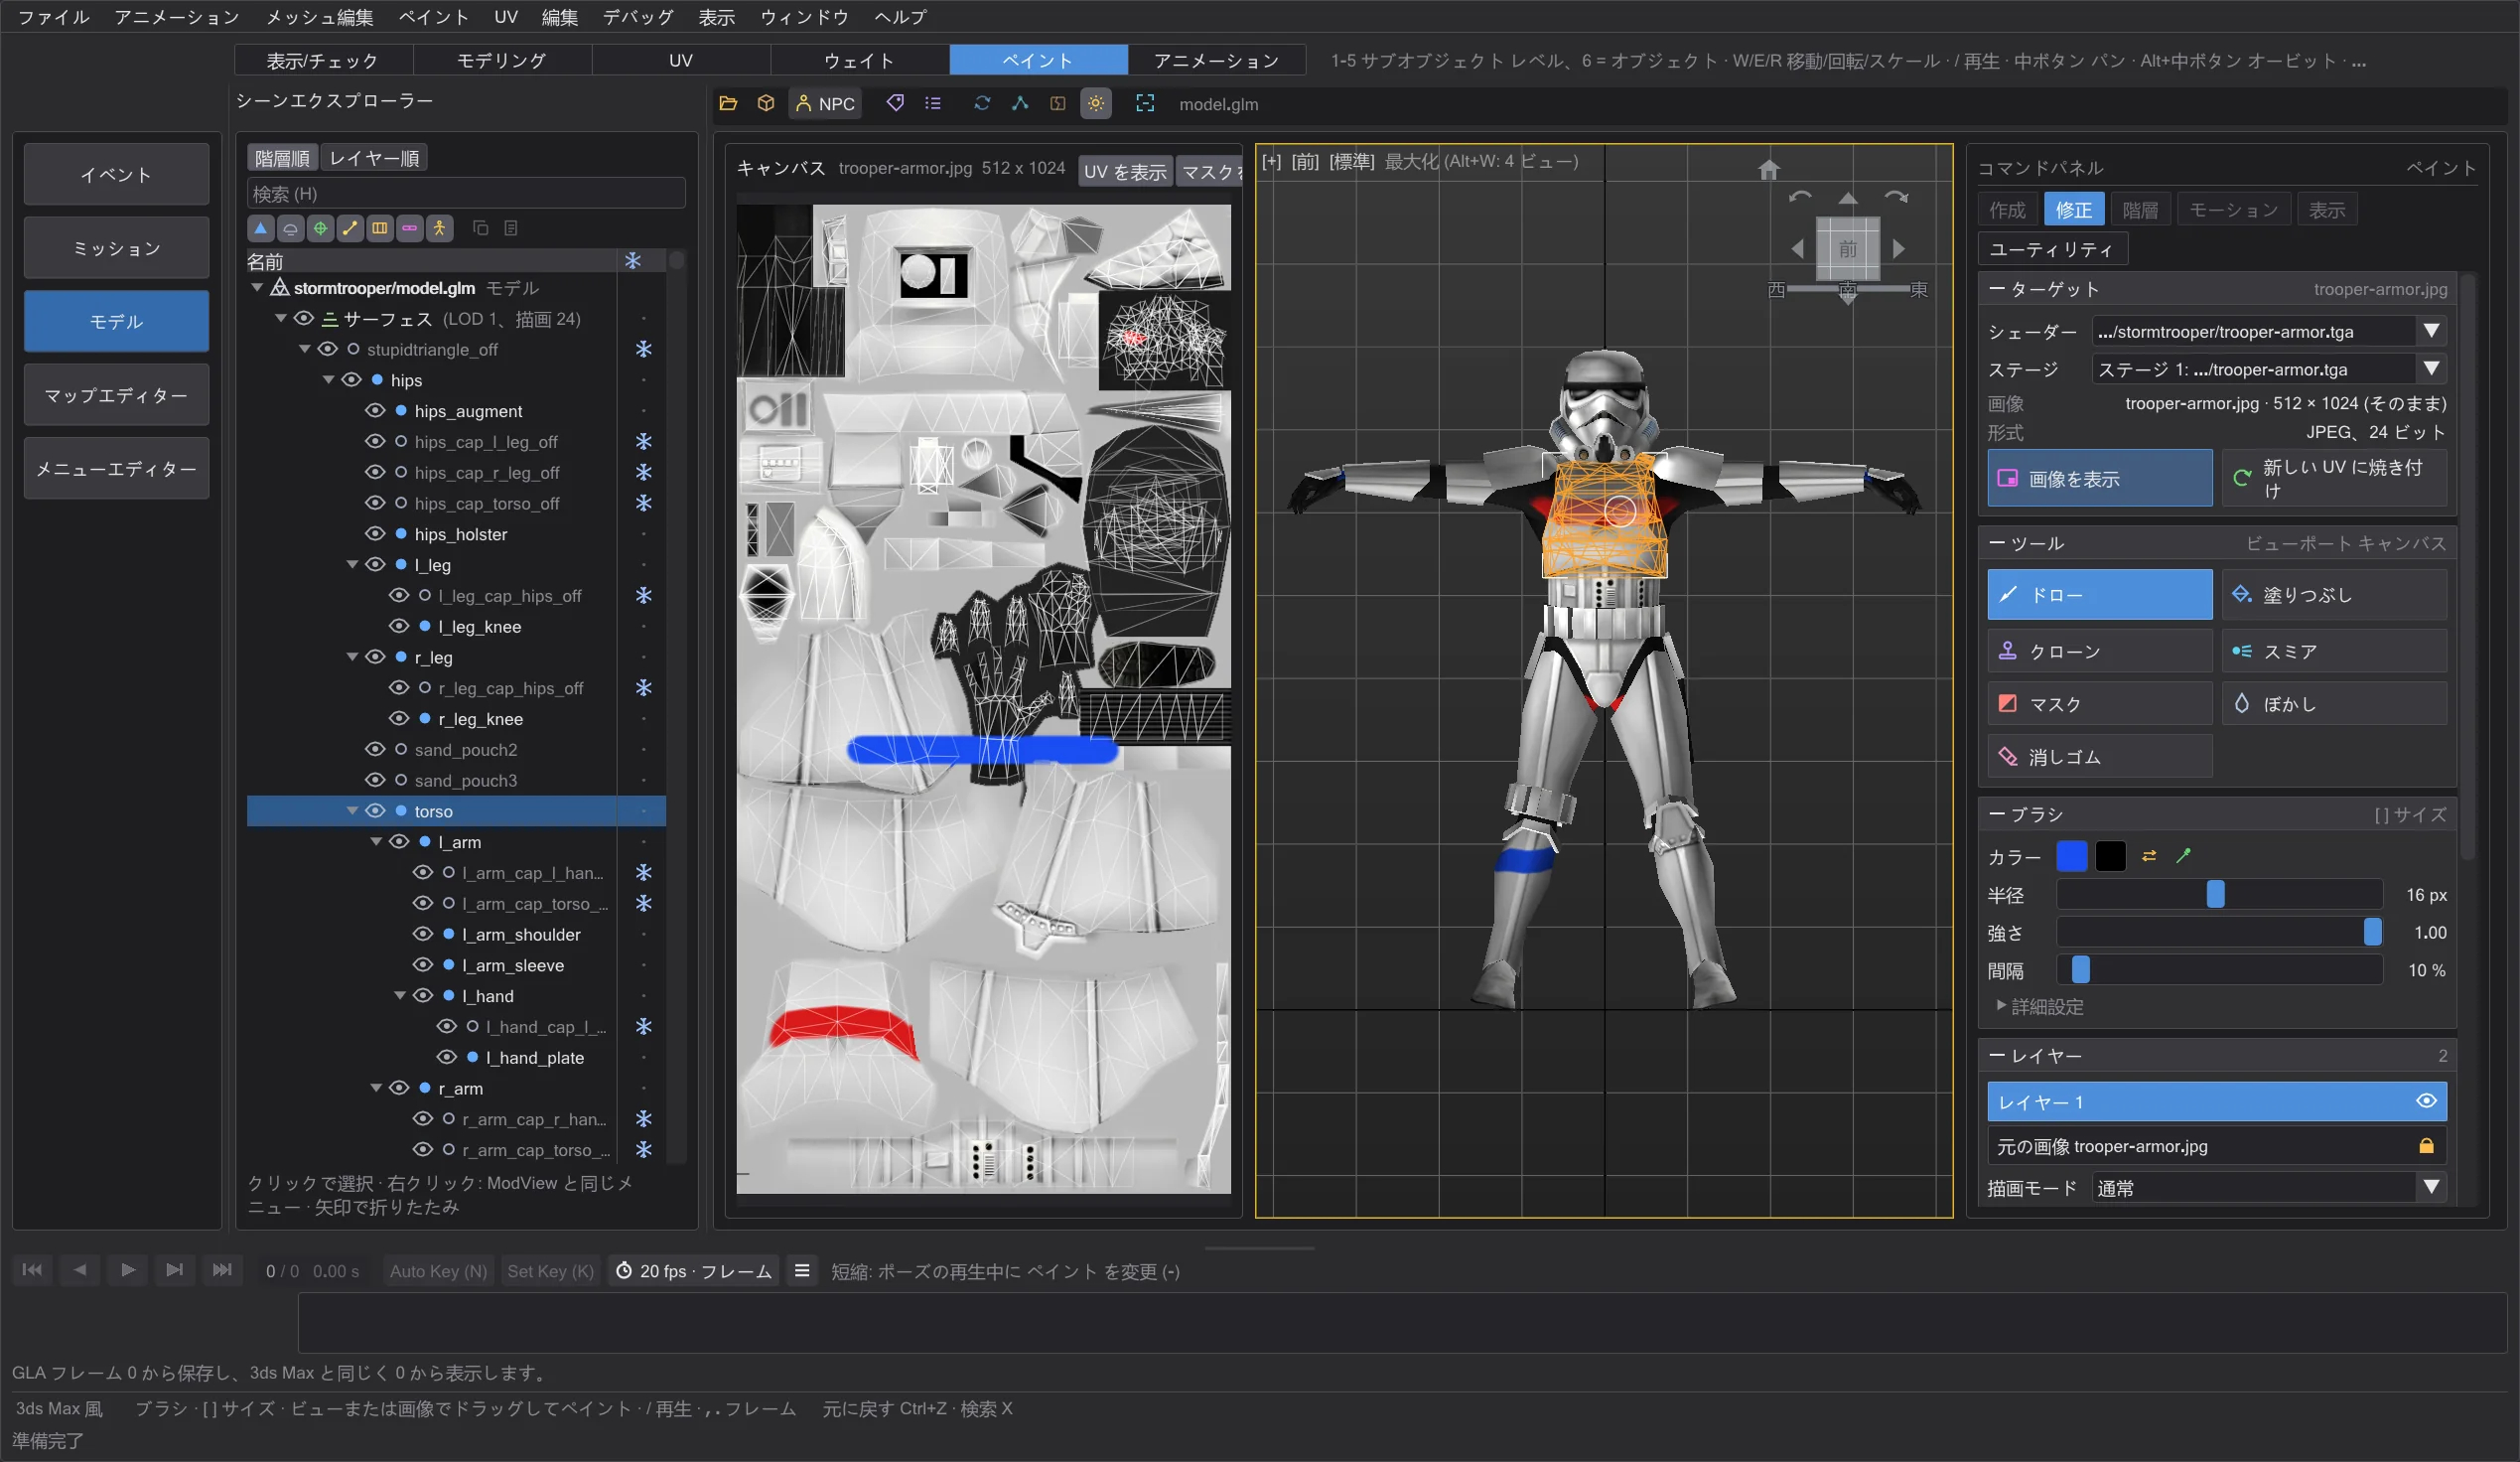 ファイル アニメーション メッシュ編集 ペイント UV 編集 デバッグ 表示 ウィンドウ ヘルプ
表示/チェック モデリング UV ウェイト ペイント アニメーション 1-5 サブオブジェクト レベル、6 = オブジェクト · W/E/R 移動/回転/スケール · / 再生 · 中ボタン パン · Alt+中ボタン オービット · ...
イベント
ミッション
モデル
マップエディター
メニューエディター
シーンエクスプローラー
階層順 レイヤー順
検索 (H)
名前
stormtrooper/model.glm モデル
サーフェス (LOD 1、描画 24)
stupidtriangle_off
hips
hips_augment
hips_cap_l_leg_off
hips_cap_r_leg_off
hips_cap_torso_off
hips_holster
l_leg
l_leg_cap_hips_off
l_leg_knee
r_leg
r_leg_cap_hips_off
r_leg_knee
sand_pouch2
sand_pouch3
torso
l_arm
l_arm_cap_l_han...
l_arm_cap_torso_...
l_arm_shoulder
l_arm_sleeve
l_hand
l_hand_cap_l_...
l_hand_plate
r_arm
r_arm_cap_r_han...
r_arm_cap_torso_...
クリックで選択 · 右クリック: ModView と同じメ
ニュー · 矢印で折りたたみ
NPC model.glm
キャンバス trooper-armor.jpg 512 x 1024 UV を表示 マスクを
[+] [前] [標準] 最大化 (Alt+W: 4 ビュー)
前
西 南 東
コマンドパネル ペイント
作成 修正 階層 モーション 表示
ユーティリティ
ターゲット trooper-armor.jpg
シェーダー .../stormtrooper/trooper-armor.tga
ステージ ステージ 1: .../trooper-armor.tga
画像 trooper-armor.jpg · 512 × 1024 (そのまま)
形式 JPEG、24 ビット
画像を表示 新しい UV に焼き付
け
ツール ビューポート キャンバス
ドロー 塗りつぶし
クローン スミア
マスク ぼかし
消しゴム
ブラシ [ ] サイズ
カラー
半径 16 px
強さ 1.00
間隔 10 %
詳細設定
レイヤー 2
レイヤー 1
元の画像 trooper-armor.jpg
描画モード 通常
0 / 0 0.00 s Auto Key (N) Set Key (K) 20 fps · フレーム 短縮: ポーズの再生中に ペイント を変更 (-)
GLA フレーム 0 から保存し、3ds Max と同じく 0 から表示します。
3ds Max 風 ブラシ · [ ] サイズ · ビューまたは画像でドラッグしてペイント · / 再生 · , . フレーム 元に戻す Ctrl+Z · 検索 X
準備完了